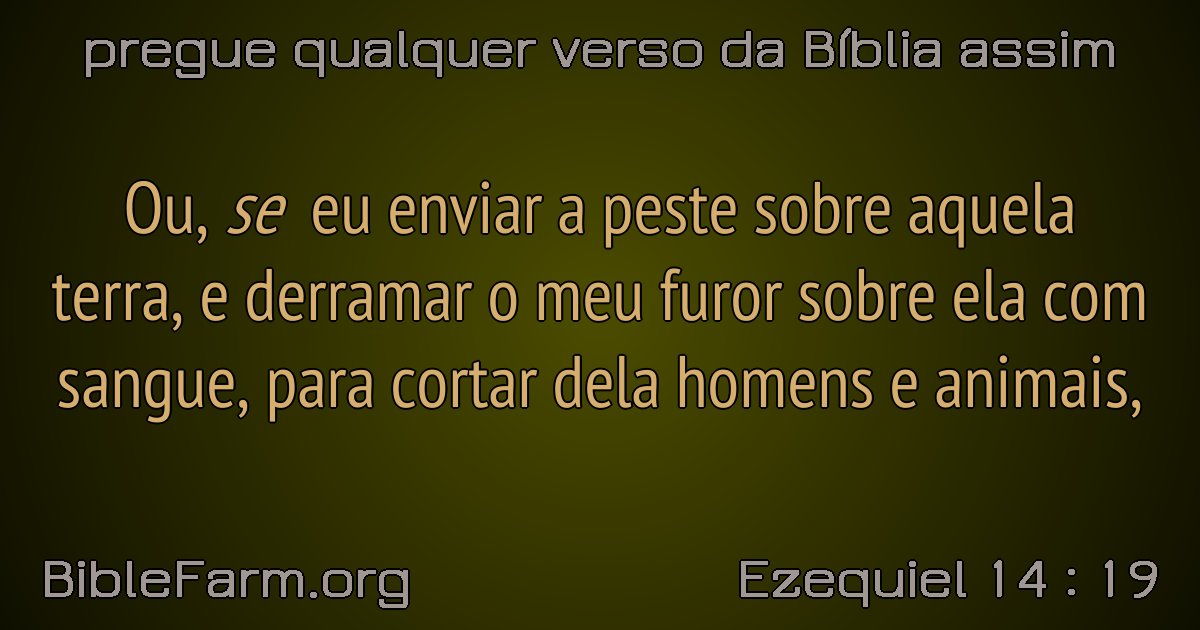 pregue qualquer verso da Bíblia assim
Ou, se eu enviar a peste sobre aquela
terra, e derramar o meu furor sobre ela com
sangue, para cortar dela homens e animais,
BibleFarm.org
Ezequiel 14 : 19